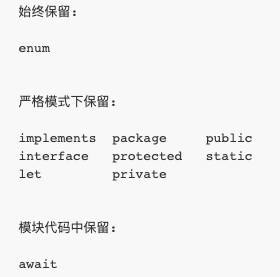 始终保留:
enum
严格模式下保留:
implements package public
interface protected static
let private
模块代码中保留:
await